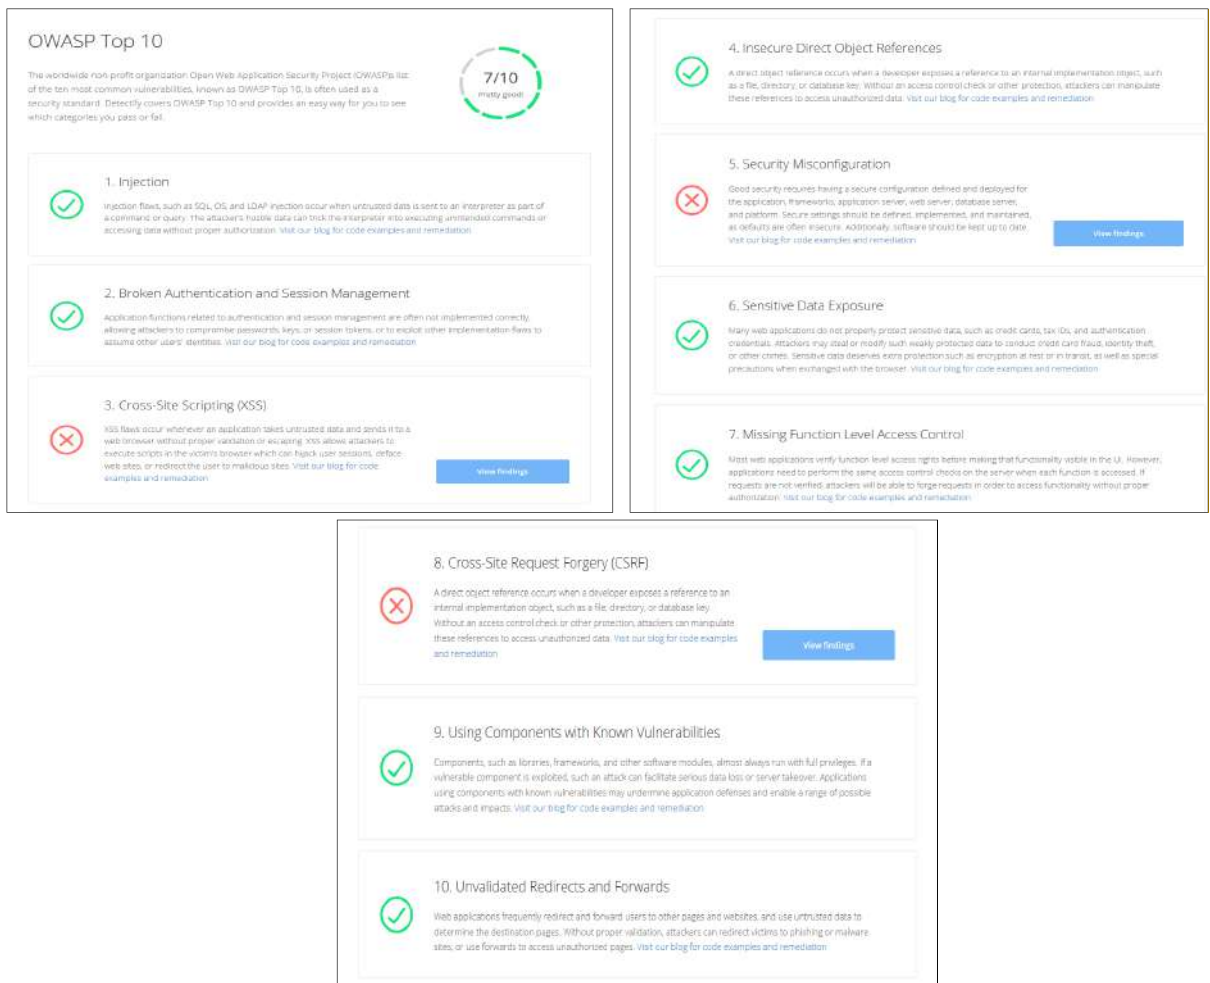 OWASP Top 10
The worldwide non-profit organization Open Web Application Security Project (OWASP)s list
of the ten most common vulnerabilities, known as OWASP Top 10, is often used as a
security standard. Detectify covers OWASP Top 10 and provides an easy way for you to see
which categories you pass or fail.
7/10
Pretty good!
1. Injection
Injection flaws, such as SQL, OS, and LDAP injection occur when untrusted data is sent to an interpreter as part of
a command or query. The attacker's hostile data can trick the interpreter into executing unintended commands or
accessing data without proper authorization. Visit our blog for code examples and remediation
2. Broken Authentication and Session Management
Application functions related to authentication and session management are often not implemented correctly,
allowing attackers to compromise passwords, keys, or session tokens, or to exploit other implementation flaws to
assume other users' identities. Visit our blog for code examples and remediation
3. Cross-Site Scripting (XSS)
XSS flaws occur whenever an application takes untrusted data and sends it to a
web browser without proper validation or escaping. XSS allows attackers to
execute scripts in the victim's browser which can hijack user sessions, deface
web sites, or redirect the user to malicious sites. Visit our blog for code
examples and remediation
View findings
4. Insecure Direct Object References
A direct object reference occurs when a developer exposes a reference to an internal implementation object, such
as a file, directory, or database key. Without an access control check or other protection, attackers can manipulate
these references to access unauthorized data. Visit our blog for code examples and remediation
5. Security Misconfiguration
Good security requires having a secure configuration defined and deployed for
the application, frameworks, application server, web server, database server,
and platform. Secure settings should be defined, implemented, and maintained,
as defaults are often insecure. Additionally, software should be kept up to date.
Visit our blog for code examples and remediation
View findings
6. Sensitive Data Exposure
Many web applications do not properly protect sensitive data, such as credit cards, tax IDs, and authentication
credentials. Attackers may steal or modify such weakly protected data to conduct credit card fraud, identity theft,
or other crimes. Sensitive data deserves extra protection such as encryption at rest or in transit, as well as special
precautions when exchanged with the browser. Visit our blog for code examples and remediation
7. Missing Function Level Access Control
Most web applications verify function level access rights before making that functionality visible in the UI. However,
applications need to perform the same access control checks on the server when each function is accessed. If
requests are not verified, attackers will be able to forge requests in order to access functionality without proper
authorization. Visit our blog for code examples and remediation
8. Cross-Site Request Forgery (CSRF)
A direct object reference occurs when a developer exposes a reference to an
internal implementation object, such as a file, directory, or database key.
Without an access control check or other protection, attackers can manipulate
these references to access unauthorized data. Visit our blog for code examples
and remediation
View findings
9. Using Components with Known Vulnerabilities
Components, such as libraries, frameworks, and other software modules, almost always run with full privileges. If a
vulnerable component is exploited, such an attack can facilitate serious data loss or server takeover. Applications
using components with known vulnerabilities may undermine application defenses and enable a range of possible
attacks and impacts. Visit our blog for code examples and remediation
10. Unvalidated Redirects and Forwards
Web applications frequently redirect and forward users to other pages and websites, and use untrusted data to
determine the destination pages. Without proper validation, attackers can redirect victims to phishing or malware
sites, or use forwards to access unauthorized pages. Visit our blog for code examples and remediation